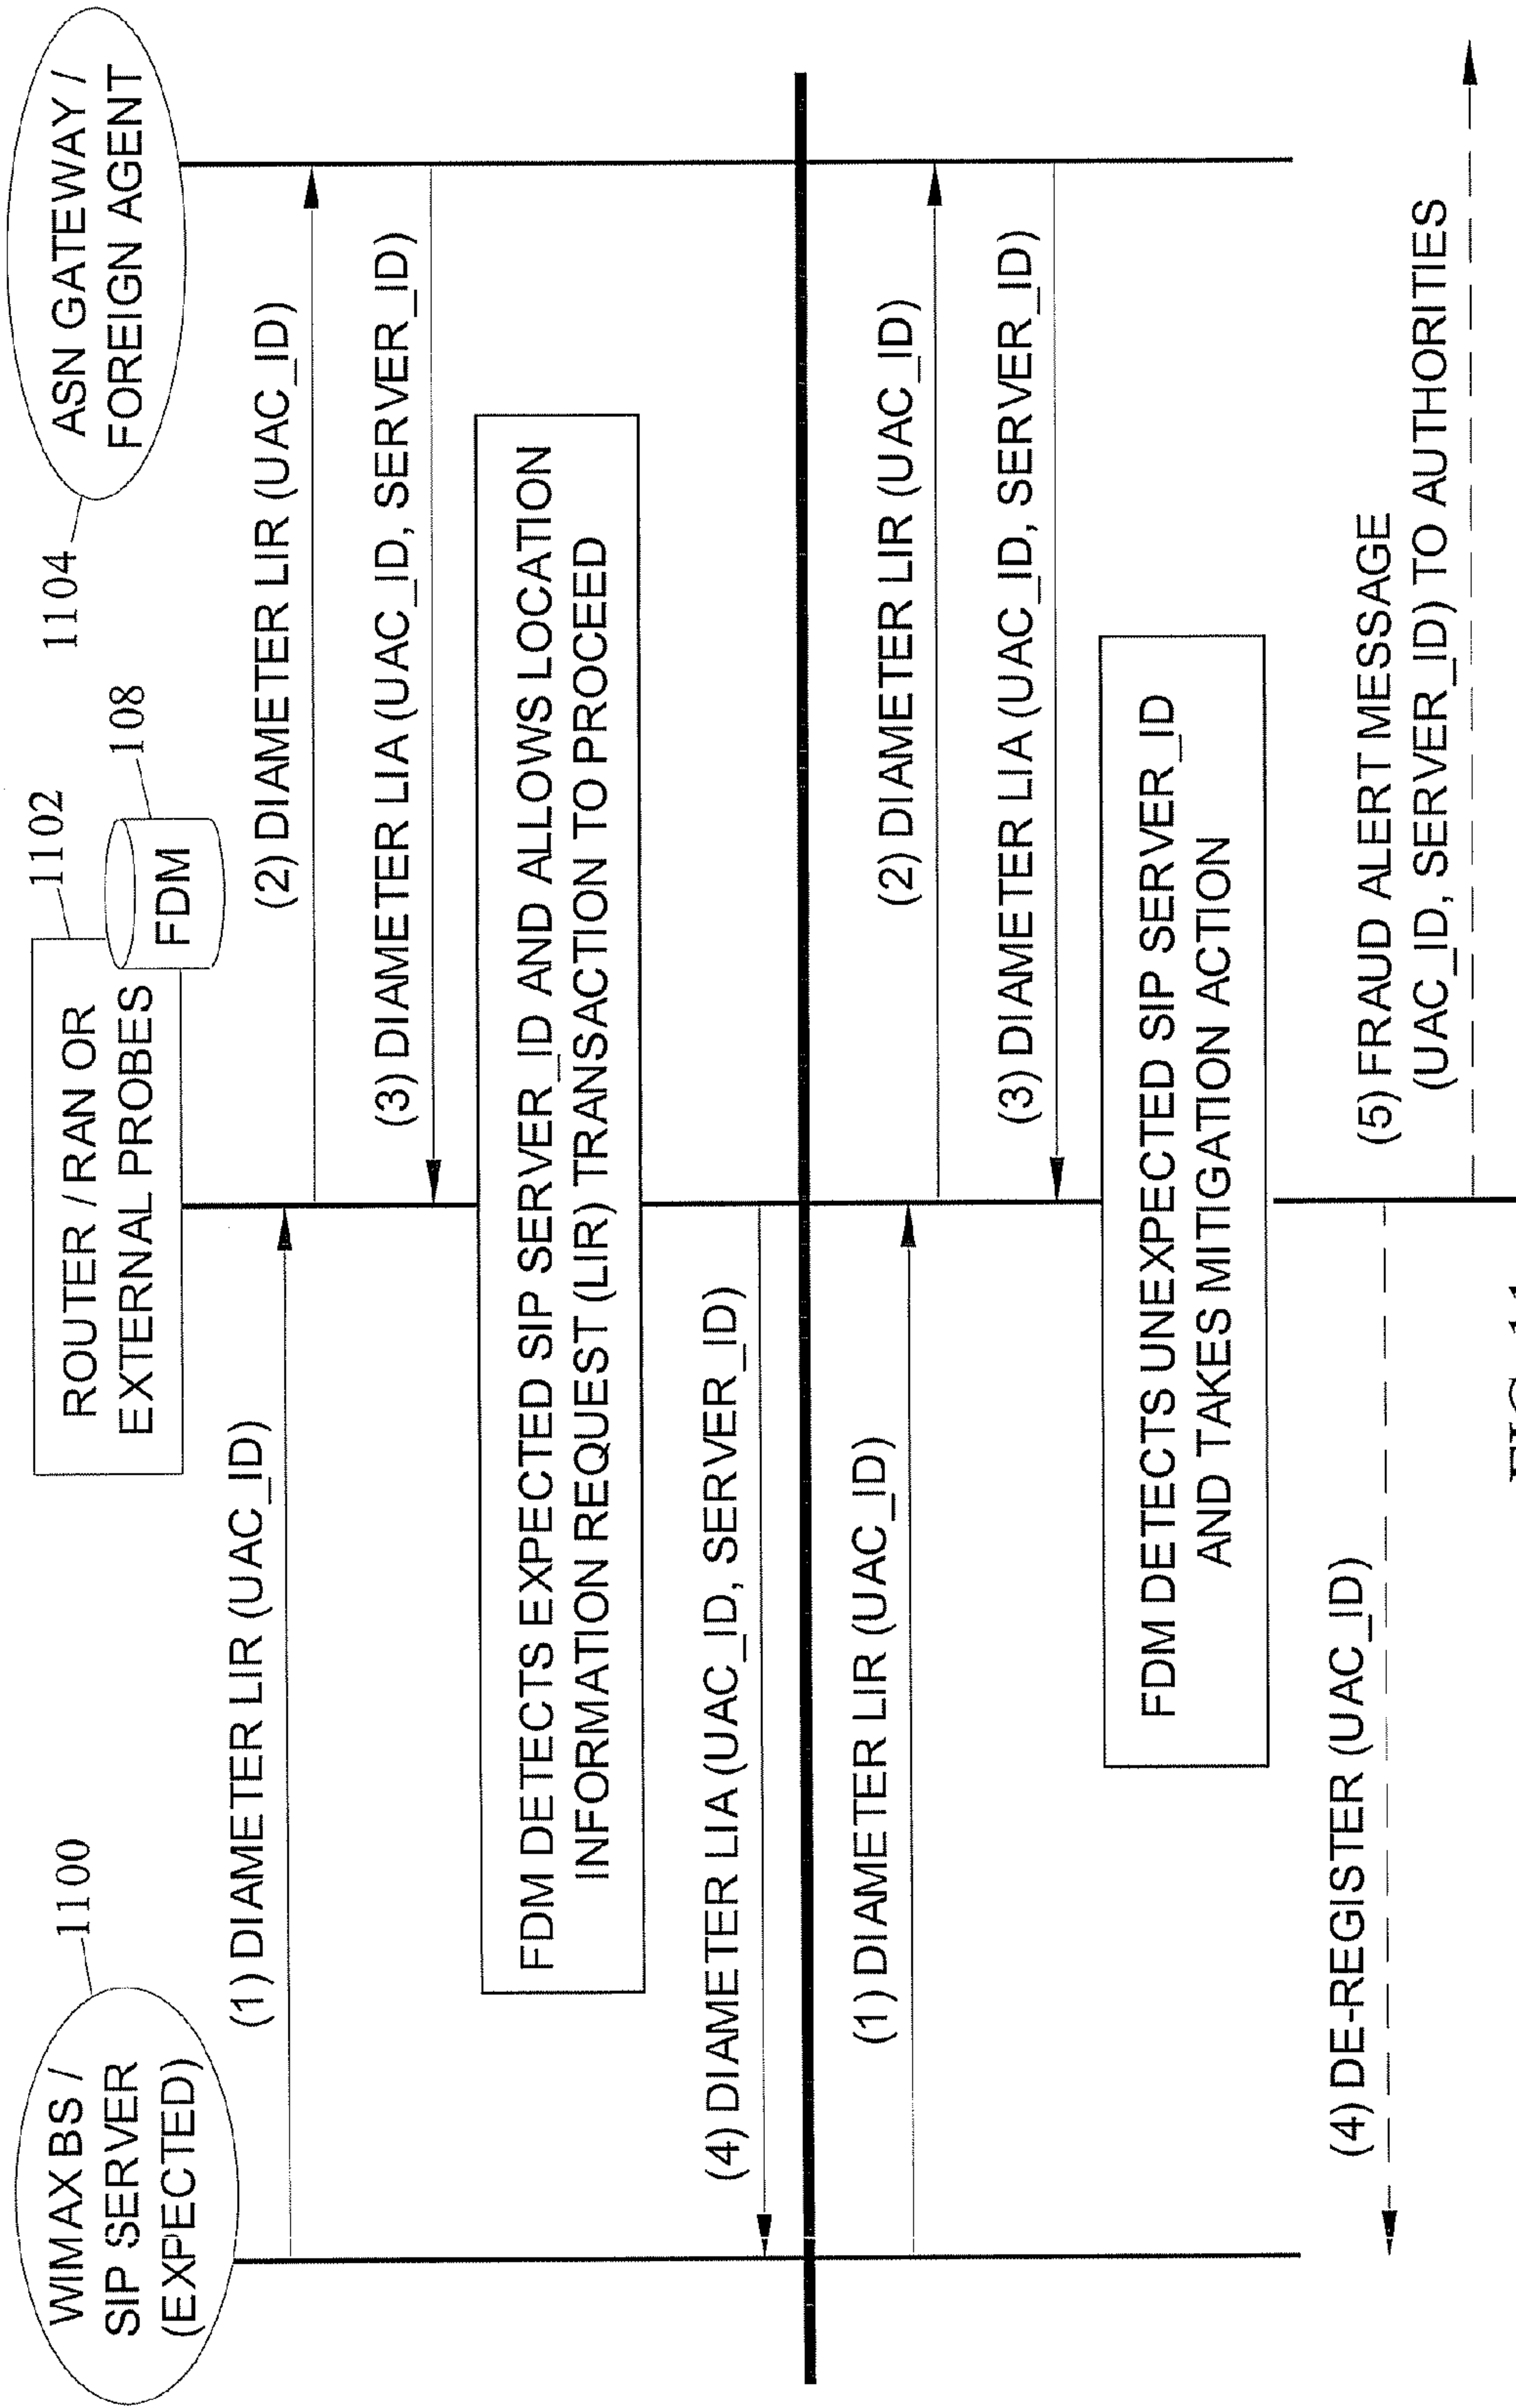 WIMAX BS /
SIP SERVER
(EXPECTED)
1100
ROUTER / RAN OR
EXTERNAL PROBES
1102
FDM
108
ASN GATEWAY /
FOREIGN AGENT
1104
(1) DIAMETER LIR (UAC_ID)
(2) DIAMETER LIR (UAC_ID)
(3) DIAMETER LIA (UAC_ID, SERVER_ID)
FDM DETECTS EXPECTED SIP SERVER_ID AND ALLOWS LOCATION
INFORMATION REQUEST (LIR) TRANSACTION TO PROCEED
(4) DIAMETER LIA (UAC_ID, SERVER_ID)
(1) DIAMETER LIR (UAC_ID)
(2) DIAMETER LIR (UAC_ID)
(3) DIAMETER LIA (UAC_ID, SERVER_ID)
FDM DETECTS UNEXPECTED SIP SERVER_ID
AND TAKES MITIGATION ACTION
(4) DE-REGISTER (UAC_ID)
(5) FRAUD ALERT MESSAGE
(UAC_ID, SERVER_ID) TO AUTHORITIES